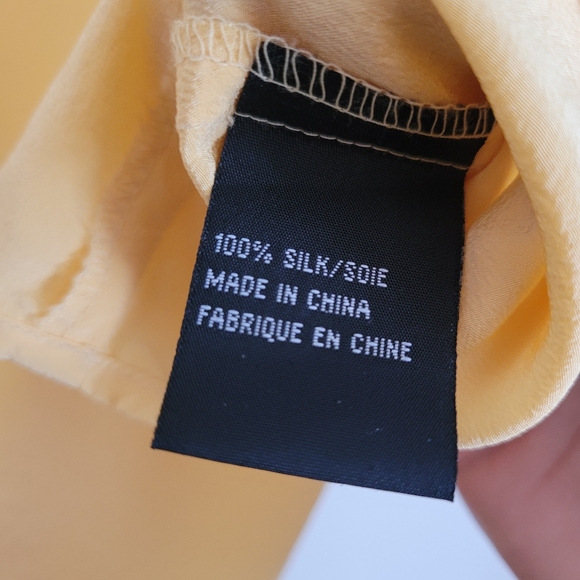 100% SILK/SOIE
MADE IN CHINA
FABRIQUE EN CHINE